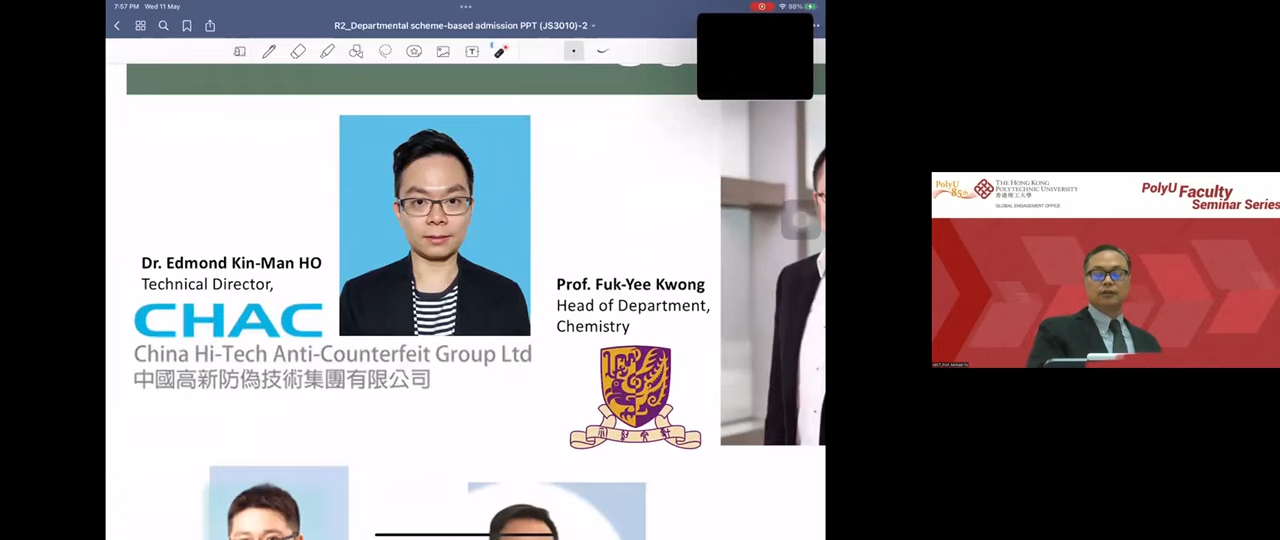 7:57 PM Wed 11 May
98%
R2_Departmental scheme-based admission PPT (JS3010)-2
T
Dr. Edmond Kin-Man HO
Technical Director,
CHAC
China Hi-Tech Anti-Counterfeit Group Ltd
中國高新防偽技術集團有限公司
Prof. Fuk-Yee Kwong
Head of Department,
Chemistry
PolyU
85th
THE HONG KONG
POLYTECHNIC UNIVERSITY
香港理工大學
GLOBAL ENGAGEMENT OFFICE
PolyU Faculty
Seminar Series